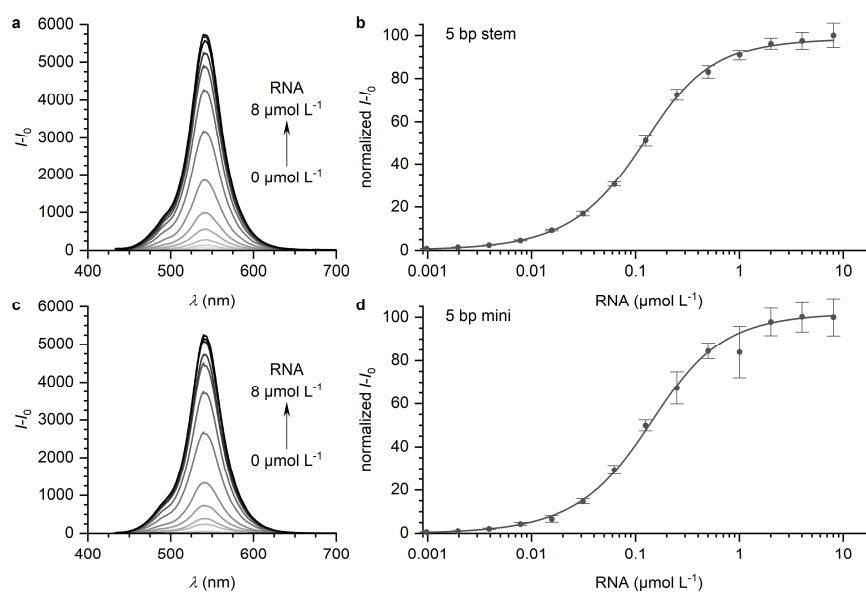 a
6000
5000
4000
3000
2000
1000
0
I-I0
RNA
8 µmol L-1
0 µmol L-1
400 500 600 700
λ (nm)
b
5 bp stem
100
80
60
40
20
0
normalized I-I0
0.001 0.01 0.1 1 10
RNA (µmol L-1)
c
6000
5000
4000
3000
2000
1000
0
I-I0
RNA
8 µmol L-1
0 µmol L-1
400 500 600 700
λ (nm)
d
5 bp mini
100
80
60
40
20
0
normalized I-I0
0.001 0.01 0.1 1 10
RNA (µmol L-1)